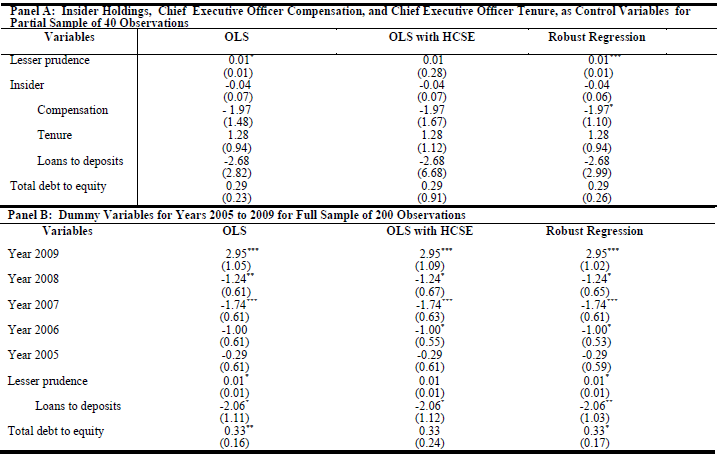 Panel A: Insider Holdings, Chief Executive Officer Compensation, and Chief Executive Officer Tenure, as Control Variables for
Partial Sample of 40 Observations
Variables OLS OLS with HCSE Robust Regression
Lesser prudence 0.01* 0.01 0.01***
(0.01) (0.28) (0.01)
Insider -0.04 -0.04 -0.04
(0.07) (0.07) (0.06)
Compensation - 1.97 -1.97 -1.97*
(1.48) (1.67) (1.10)
Tenure 1.28 1.28 1.28
(0.94) (1.12) (0.94)
Loans to deposits -2.68 -2.68 -2.68
(2.82) (6.68) (2.99)
Total debt to equity 0.29 0.29 0.29
(0.23) (0.91) (0.26)
Panel B: Dummy Variables for Years 2005 to 2009 for Full Sample of 200 Observations
Variables OLS OLS with HCSE Robust Regression
Year 2009 2.95*** 2.95*** 2.95***
(1.05) (1.09) (1.02)
Year 2008 -1.24** -1.24* -1.24*
(0.61) (0.67) (0.65)
Year 2007 -1.74*** -1.74*** -1.74***
(0.61) (0.63) (0.61)
Year 2006 -1.00 -1.00* -1.00*
(0.61) (0.55) (0.53)
Year 2005 -0.29 -0.29 -0.29
(0.61) (0.61) (0.59)
Lesser prudence 0.01* 0.01 0.01*
(0.01) (0.01) (0.01)
Loans to deposits -2.06* -2.06* -2.06**
(1.11) (1.12) (1.03)
Total debt to equity 0.33** 0.33 0.33*
(0.16) (0.24) (0.17)